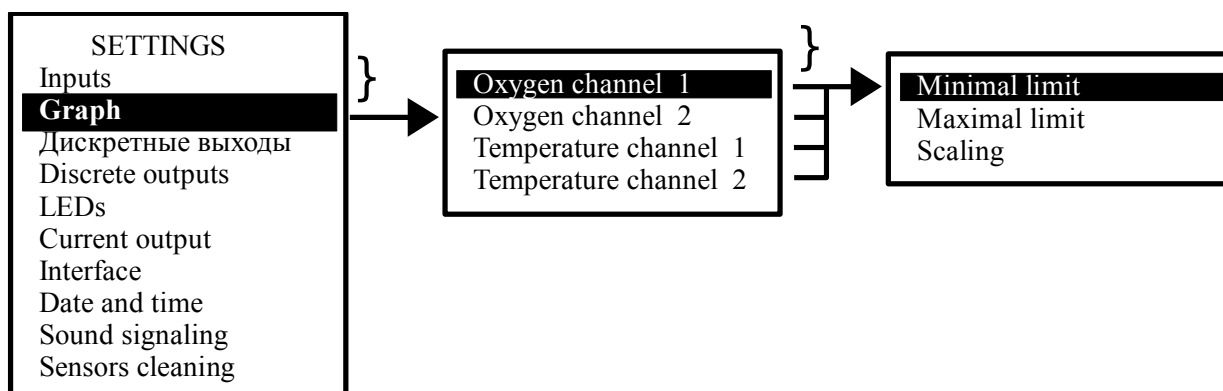 SETTINGS
Inputs
Graph
Дискретные выходы
Discrete outputs
LEDs
Current output
Interface
Date and time
Sound signaling
Sensors cleaning
}
Oxygen channel 1
Oxygen channel 2
Temperature channel 1
Temperature channel 2
}
Minimal limit
Maximal limit
Scaling